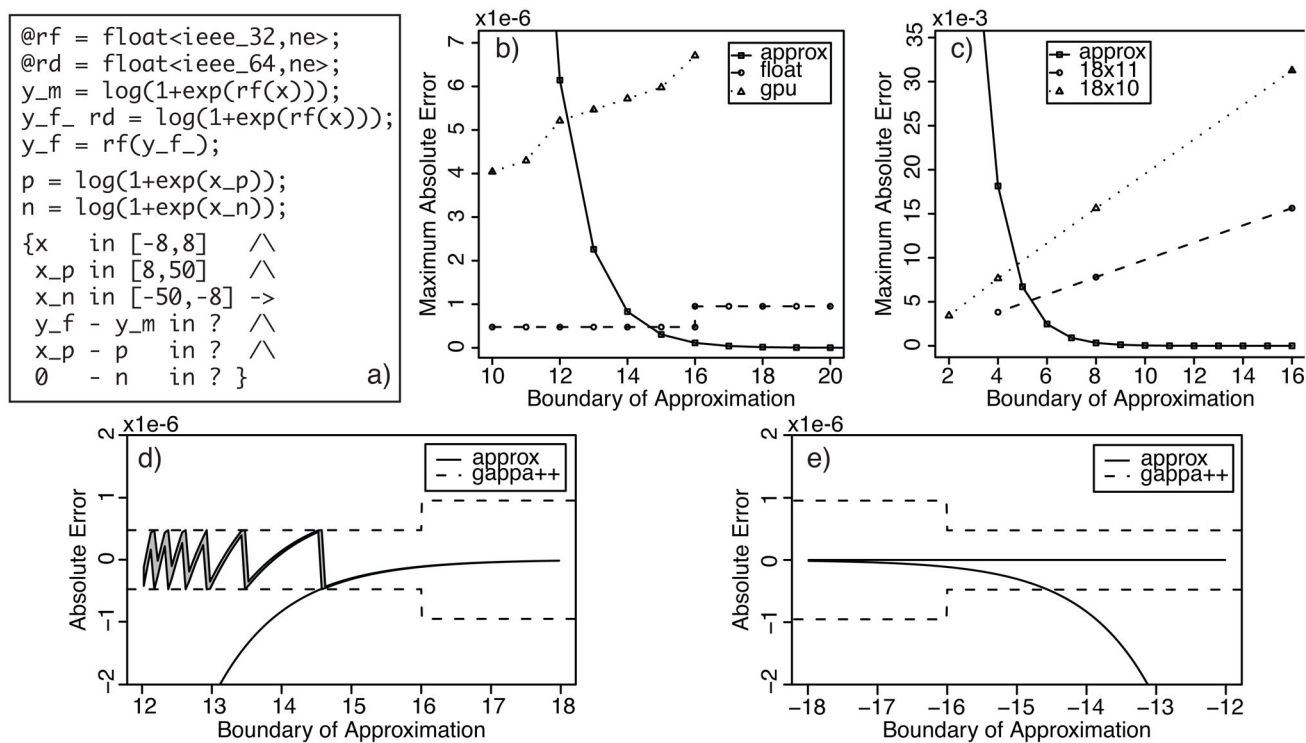 @rf = float<ieee_32,ne>;
@rd = float<ieee_64,ne>;
y_m = log(1+exp(rf(x)));
y_f_ rd = log(1+exp(rf(x)));
y_f = rf(y_f_);
p = log(1+exp(x_p));
n = log(1+exp(x_n));
{x in [-8,8] /\
x_p in [8,50] /\
x_n in [-50,-8] ->
y_f - y_m in ? /\
x_p - p in ? /\
0 - n in ? }
a)
x1e-6
b)
approx
float
gpu
Maximum Absolute Error
7
6
5
4
3
2
1
0
10 12 14 16 18 20
Boundary of Approximation
x1e-3
c)
approx
18x11
18x10
Maximum Absolute Error
35
30
25
20
15
10
5
0
2 4 6 8 10 12 14 16
Boundary of Approximation
x1e-6
d)
approx
gappa++
Absolute Error
2
1
0
−1
−2
12 13 14 15 16 17 18
Boundary of Approximation
x1e-6
e)
approx
gappa++
Absolute Error
2
1
0
−1
−2
−18 −17 −16 −15 −14 −13 −12
Boundary of Approximation